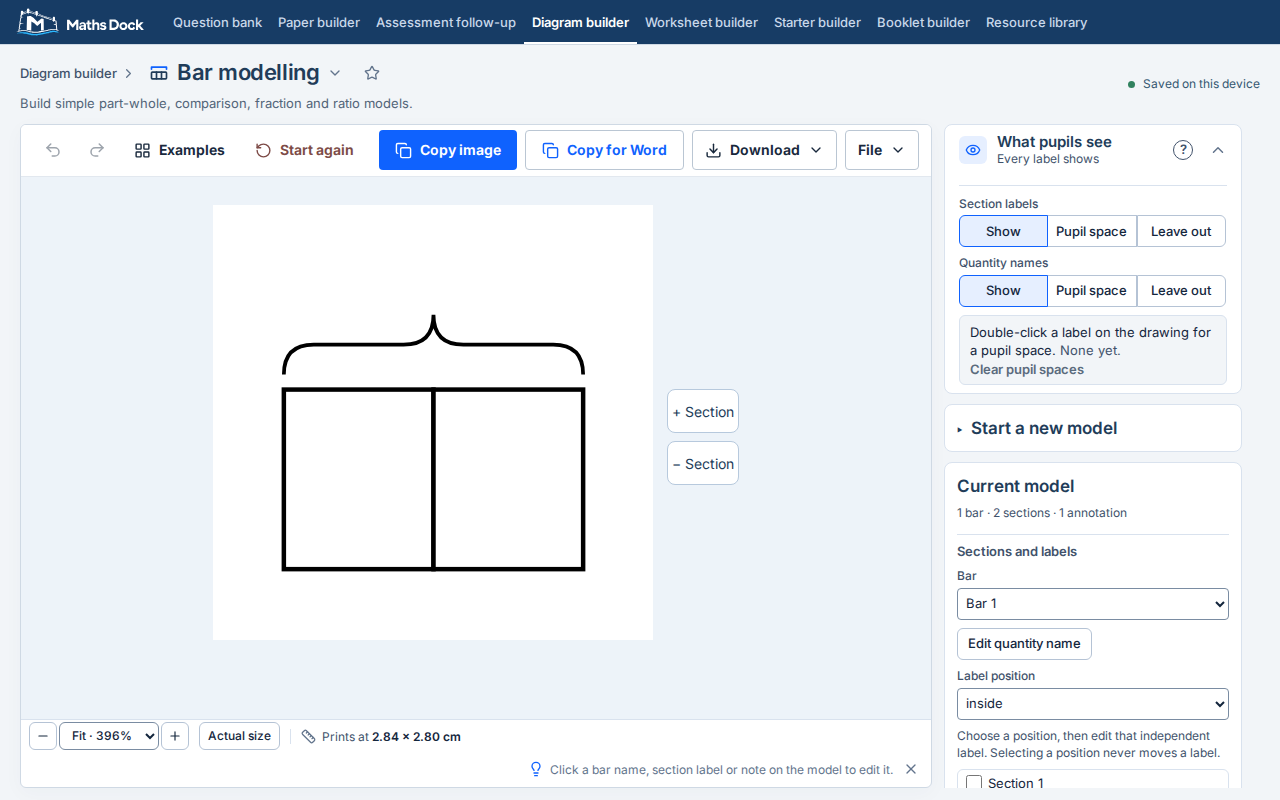 Maths Dock
Question bank
Paper builder
Assessment follow-up
Diagram builder
Worksheet builder
Starter builder
Booklet builder
Resource library
Diagram builder
Bar modelling
Saved on this device
Build simple part-whole, comparison, fraction and ratio models.
Examples
Start again
Copy image
Copy for Word
Download
File
+ Section
− Section
Fit · 396%
Actual size
Prints at 2.84 × 2.80 cm
Click a bar name, section label or note on the model to edit it.
What pupils see
Every label shows
?
Section labels
Show
Pupil space
Leave out
Quantity names
Show
Pupil space
Leave out
Double-click a label on the drawing for
a pupil space. None yet.
Clear pupil spaces
Start a new model
Current model
1 bar · 2 sections · 1 annotation
Sections and labels
Bar
Bar 1
Edit quantity name
Label position
inside
Choose a position, then edit that independent
label. Selecting a position never moves a label.
Section 1